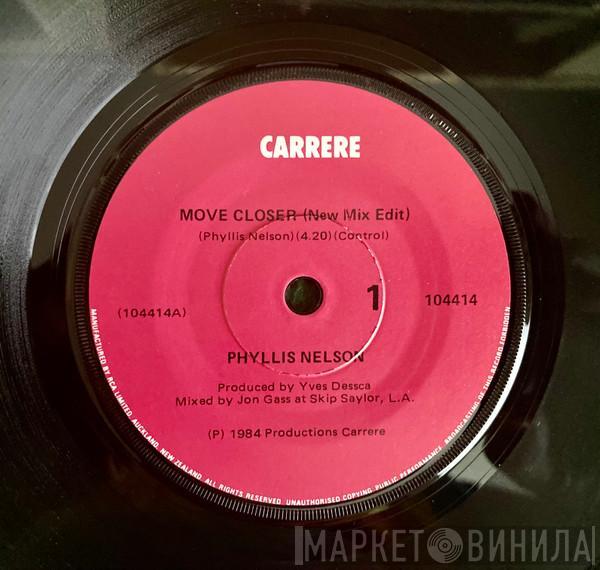 CARRERE
MOVE CLOSER (New Mix Edit)
(Phyllis Nelson) (4.20) (Control)
(104414A)
1
104414
PHYLLIS NELSON
Produced by Yves Dessca
Mixed by Jon Gass at Skip Saylor, L.A.
(P) 1984 Productions Carrere
MANUFACTURED BY RCA LIMITED, AUCKLAND, NEW ZEALAND. ALL RIGHTS RESERVED. UNAUTHORISED COPYING, PUBLIC PERFORMANCE, BROADCASTING OF THIS RECORD FORBIDDEN
МАРКЕТ ВИНИЛА